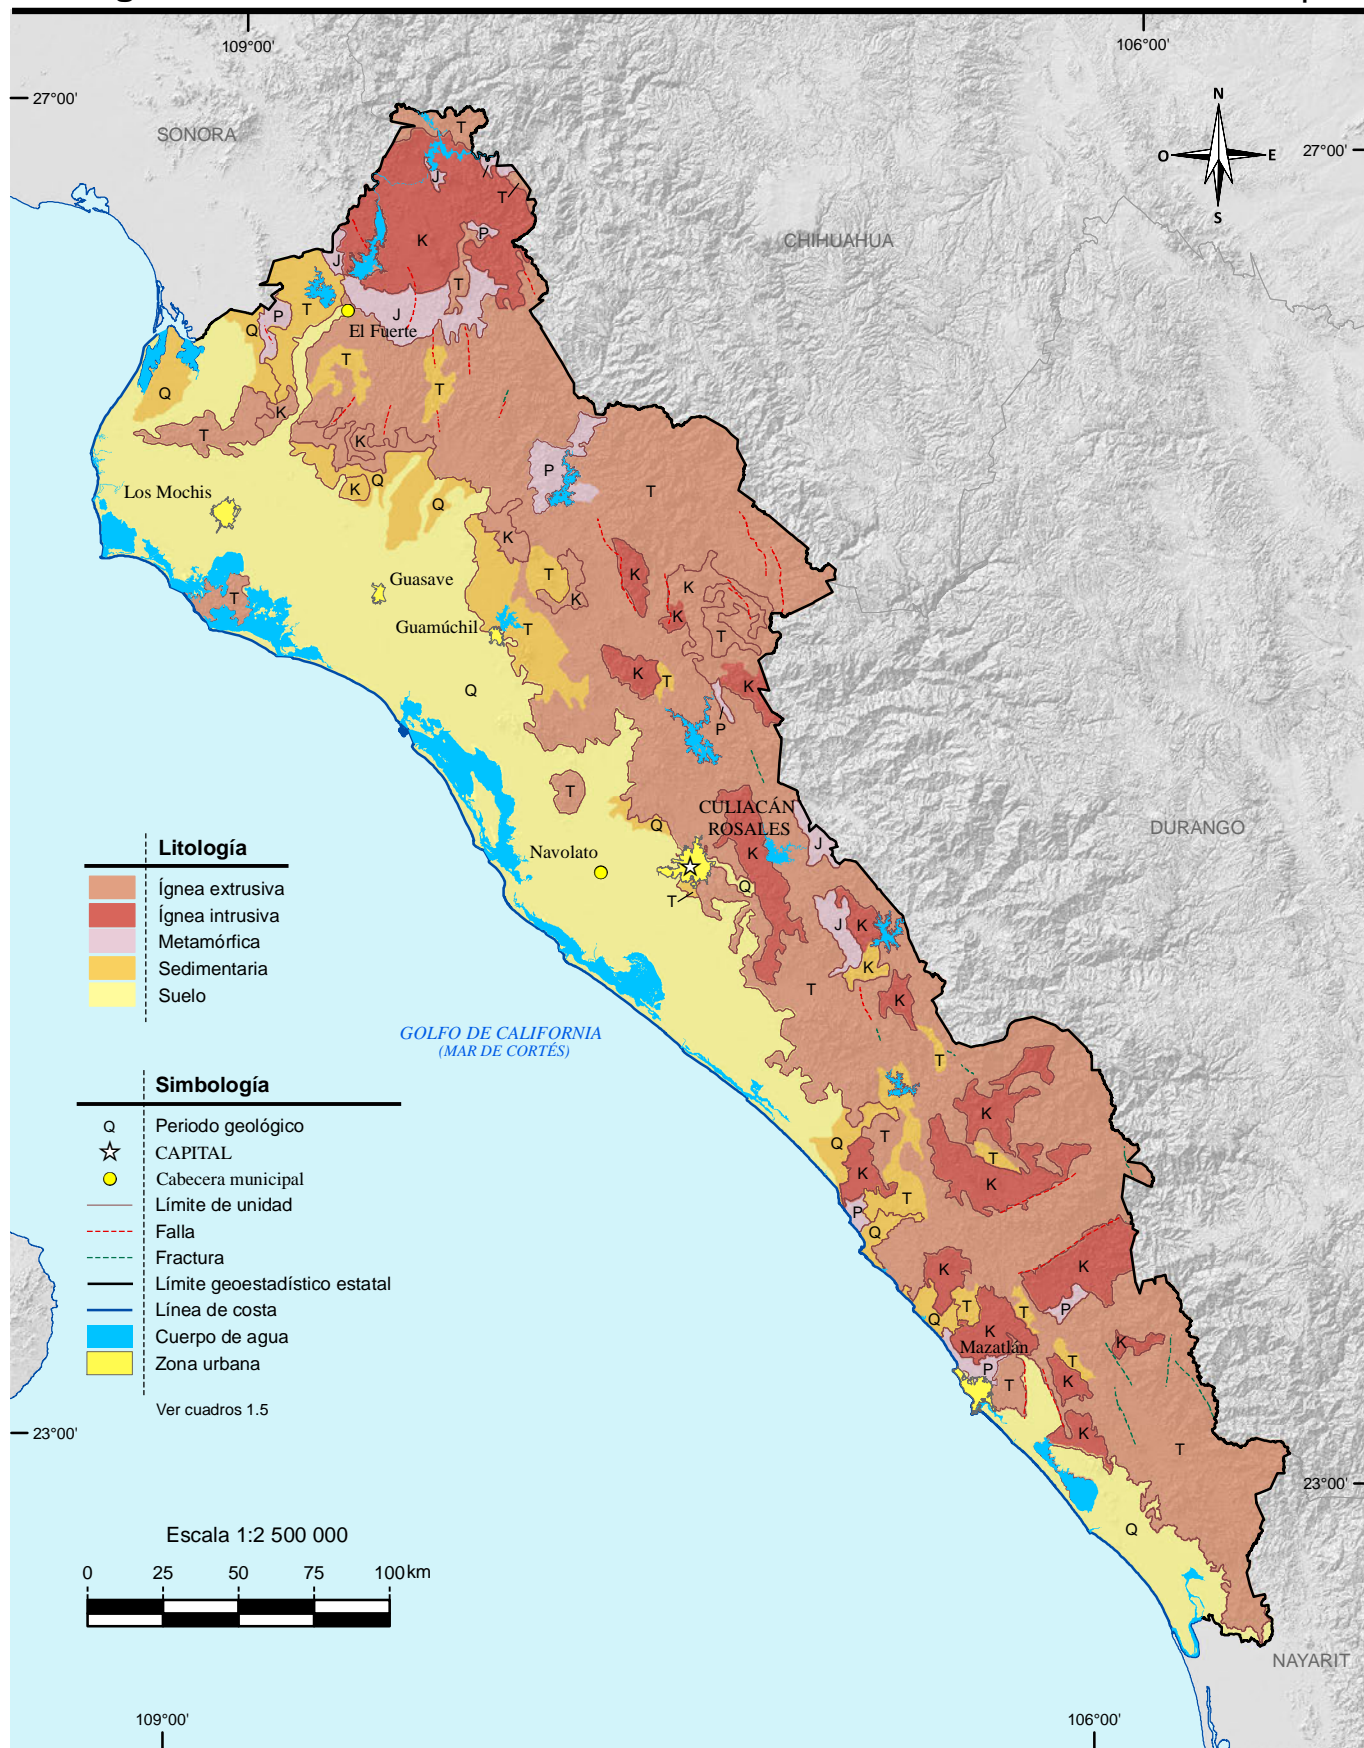 109°00'
106°00'
27°00'
27°00'
SONORA
N
O
E
S
CHIHUAHUA
T
J
T
K
P
J
T
T
J
P
Q
El Fuerte
T
T
Q
K
T
K
P
T
Q
K
Q
Los Mochis
K
T
K
K
K
Guasave
T
K
Guamúchil
T
T
K
T
K
Q
P
T
CULIACÁN
ROSALES
Q
DURANGO
K
J
Navolato
Q
T
J
K
K
T
K
GOLFO DE CALIFORNIA
(MAR DE CORTÉS)
T
K
Q
T
T
K
K
T
P
Q
K
K
T
T
P
Q
K
K
Mazatlán
T
P
K
T
K
T
Q
Litología
Ígnea extrusiva
Ígnea intrusiva
Metamórfica
Sedimentaria
Suelo
Simbología
Q Periodo geológico
CAPITAL
Cabecera municipal
Límite de unidad
Falla
Fractura
Límite geoestadístico estatal
Línea de costa
Cuerpo de agua
Zona urbana
Ver cuadros 1.5
23°00'
23°00'
Escala 1:2 500 000
0 25 50 75 100 km
NAYARIT
109°00'
106°00'